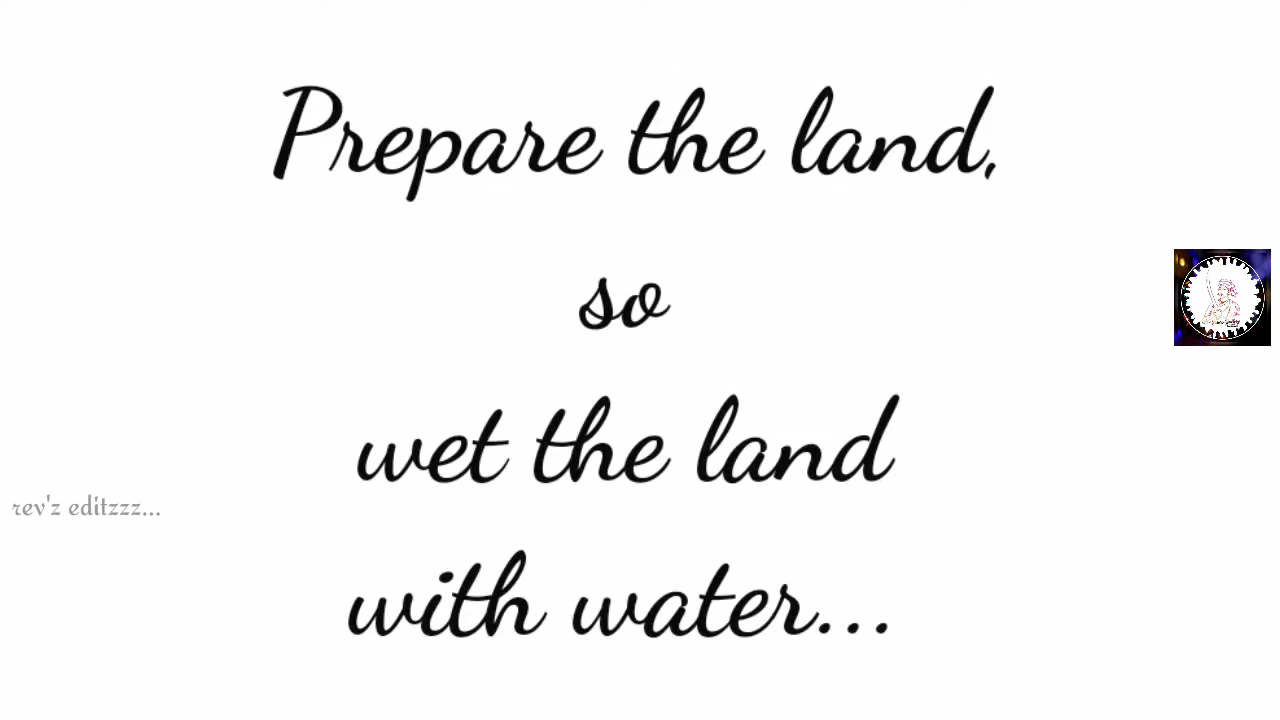 Prepare the land,
so
wet the land
rev'z editzzz...
with water...